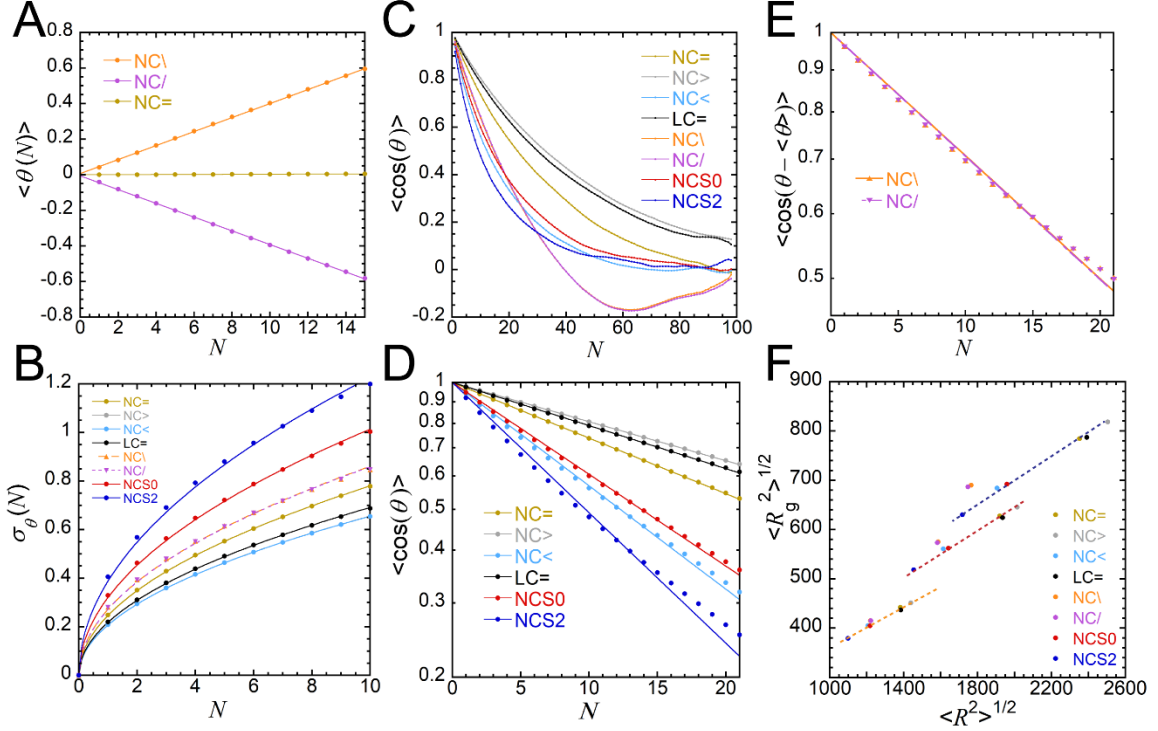 A
0.8
0.6
0.4
0.2
0
-0.2
-0.4
-0.6
-0.8
<θ(N)>
NC\
NC/
NC=
0 2 4 6 8 10 12 14
N
C
1
0.8
0.6
0.4
0.2
0
-0.2
<cos(θ)>
NC=
NC>
NC<
LC=
NC\
NC/
NCS0
NCS2
0 20 40 60 80 100
N
E
1
0.9
0.8
0.7
0.6
0.5
<cos(θ-<θ>)>
NC\
NC/
0 5 10 15 20
N
B
1.2
1
0.8
0.6
0.4
0.2
0
σθ(N)
NC=
NC>
NC<
LC=
NC\
NC/
NCS0
NCS2
0 2 4 6 8 10
N
D
1
0.9
0.8
0.7
0.6
0.5
0.4
0.3
0.2
<cos(θ)>
NC=
NC>
NC<
LC=
NCS0
NCS2
0 5 10 15 20
N
F
900
800
700
600
500
400
<Rg²>1/2
NC=
NC>
NC<
LC=
NC\
NC/
NCS0
NCS2
1000 1400 1800 2200 2600
<R²>1/2